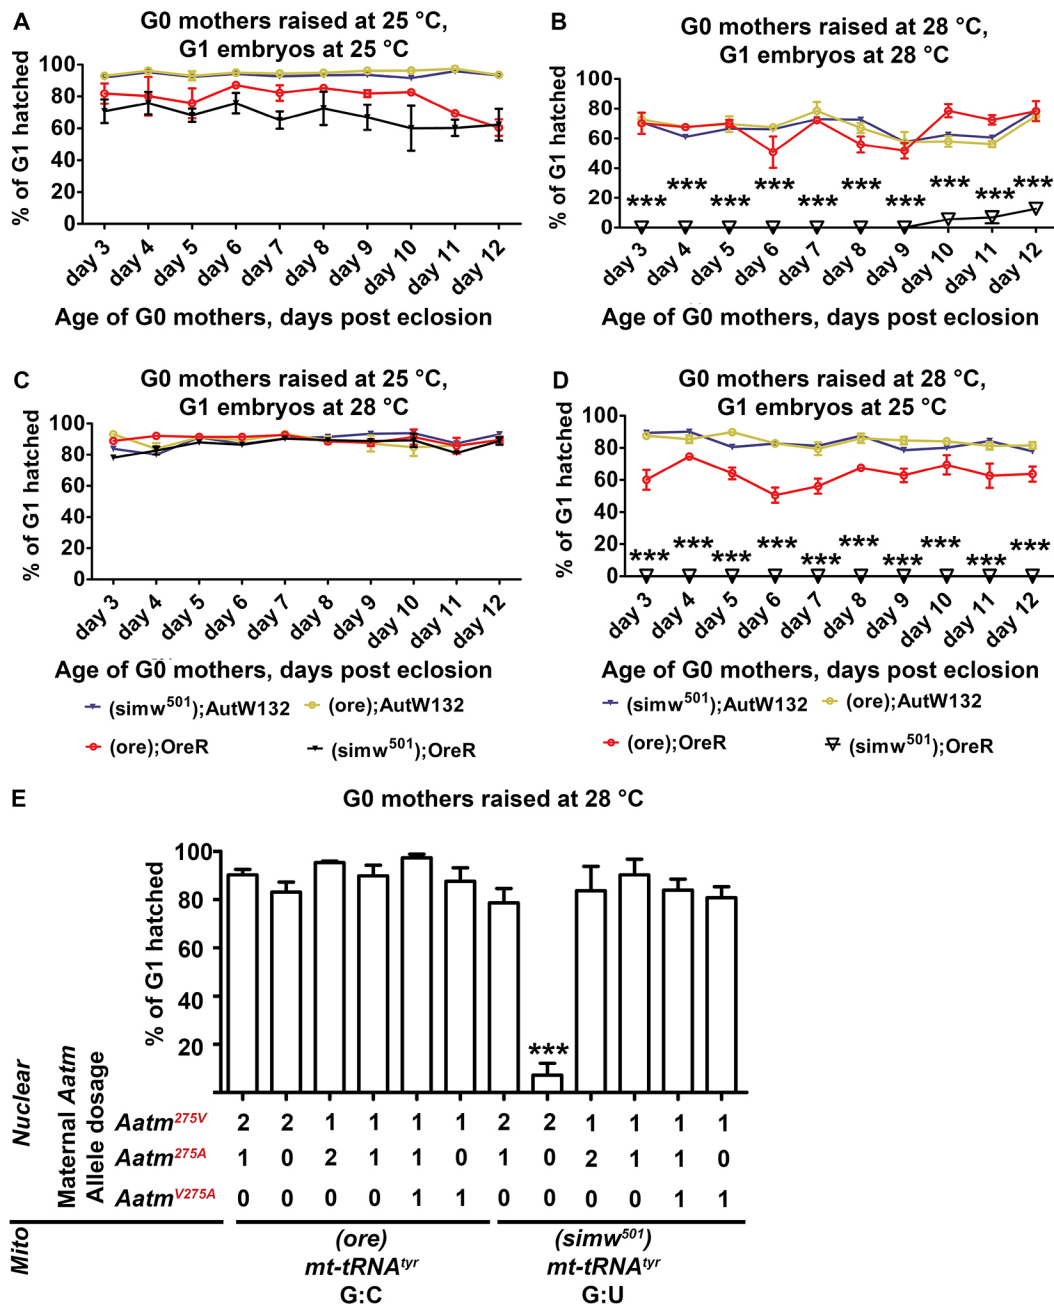 A
G0 mothers raised at 25 °C,
G1 embryos at 25 °C
% of G1 hatched
100
80
60
40
20
0
day 3 day 4 day 5 day 6 day 7 day 8 day 9 day 10 day 11 day 12
Age of G0 mothers, days post eclosion
B
G0 mothers raised at 28 °C,
G1 embryos at 28 °C
% of G1 hatched
100
80
60
40
20
0
*** *** *** *** *** *** *** *** *** ***
day 3 day 4 day 5 day 6 day 7 day 8 day 9 day 10 day 11 day 12
Age of G0 mothers, days post eclosion
C
G0 mothers raised at 25 °C,
G1 embryos at 28 °C
% of G1 hatched
100
80
60
40
20
0
day 3 day 4 day 5 day 6 day 7 day 8 day 9 day 10 day 11 day 12
Age of G0 mothers, days post eclosion
(simw501);AutW132 (ore);AutW132
(ore);OreR (simw501);OreR
D
G0 mothers raised at 28 °C,
G1 embryos at 25 °C
% of G1 hatched
100
80
60
40
20
0
*** *** *** *** *** *** *** *** *** ***
day 3 day 4 day 5 day 6 day 7 day 8 day 9 day 10 day 11 day 12
Age of G0 mothers, days post eclosion
(simw501);AutW132 (ore);AutW132
(ore);OreR (simw501);OreR
E
G0 mothers raised at 28 °C
% of G1 hatched
100
80
60
40
20
***
Nuclear
Maternal Aatm
Allele dosage
Aatm275V 2 2 1 1 1 1 2 2 1 1 1 1
Aatm275A 1 0 2 1 1 0 1 0 2 1 1 0
AatmV275A 0 0 0 0 1 1 0 0 0 0 1 1
Mito
(ore)
mt-tRNAtyr
G:C
(simw501)
mt-tRNAtyr
G:U